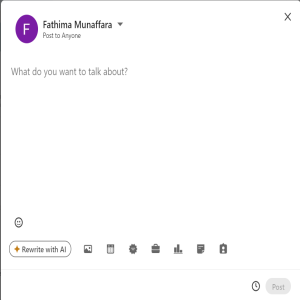 F
Fathima Munaffara
Post to Anyone
What do you want to talk about?
Rewrite with AI
Post